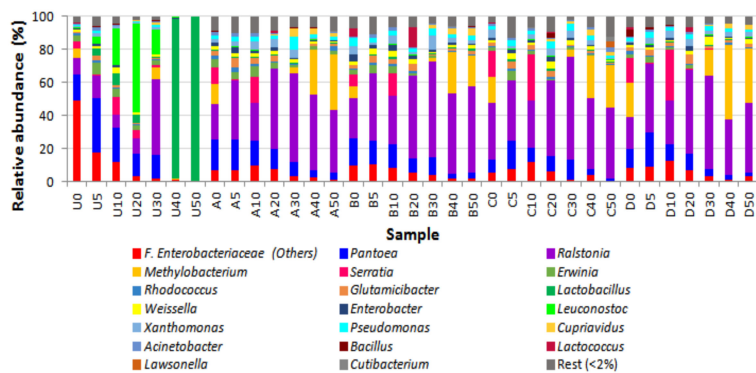 Relative abundance (%)
100
80
60
40
20
0
U0 U5 U10 U20 U30 U40 U50 A0 A5 A10 A20 A30 A40 A50 B0 B5 B10 B20 B30 B40 B50 C0 C5 C10 C20 C30 C40 C50 D0 D5 D10 D20 D30 D40 D50
Sample
F. Enterobacteriaceae (Others) Pantoea Ralstonia
Methylobacterium Serratia Erwinia
Rhodococcus Glutamicibacter Lactobacillus
Weissella Enterobacter Leuconostoc
Xanthomonas Pseudomonas Cupriavidus
Acinetobacter Bacillus Lactococcus
Lawsonella Cutibacterium Rest (<2%)